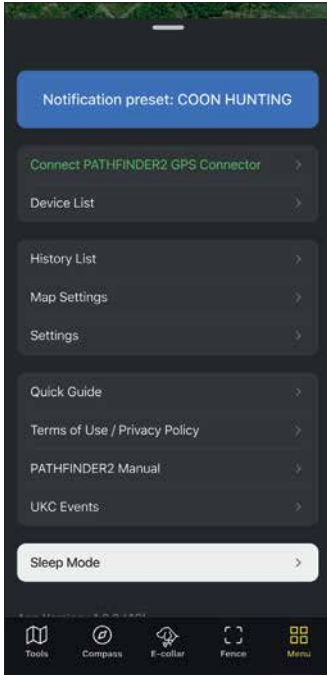 Notification preset: COON HUNTING
Connect PATHFINDER2 GPS Connector
Device List
History List
Map Settings
Settings
Quick Guide
Terms of Use / Privacy Policy
PATHFINDER2 Manual
UKC Events
Sleep Mode
Tools Compass E-collar Fence Menu